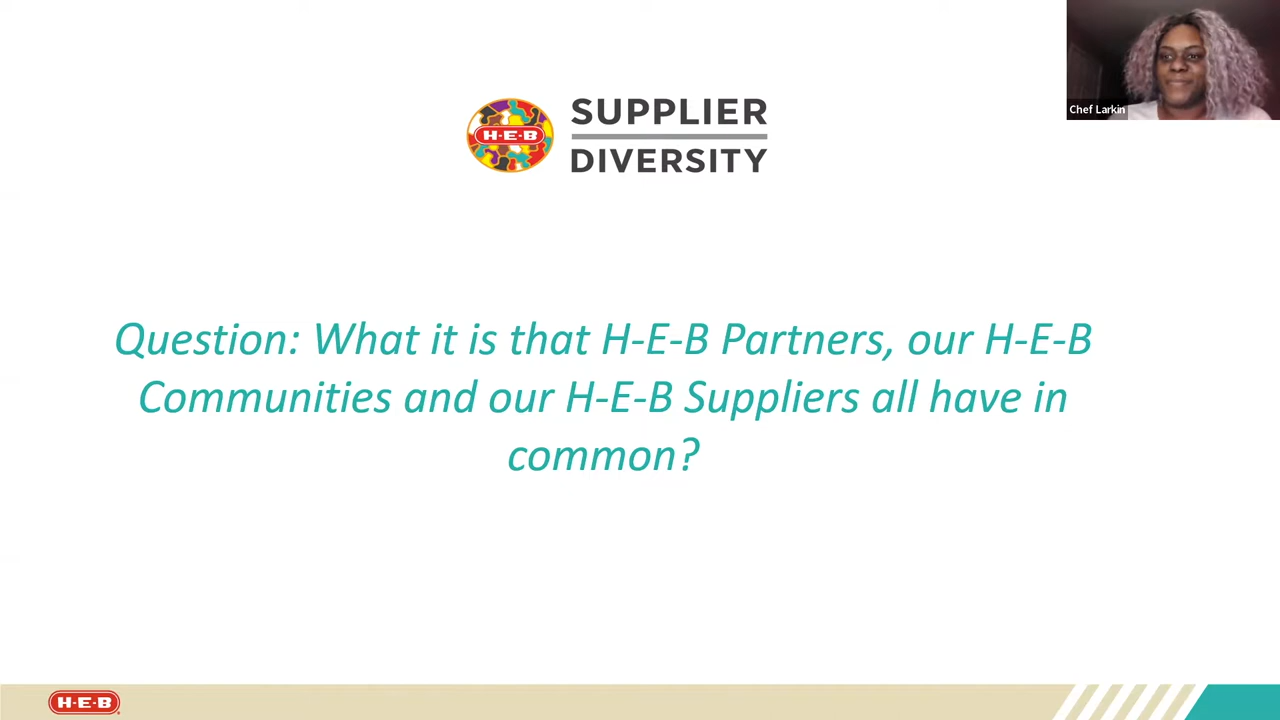 SUPPLIER
H-E-B
DIVERSITY
Chef Larkin
Question: What it is that H-E-B Partners, our H-E-B
Communities and our H-E-B Suppliers all have in
common?
H-E-B